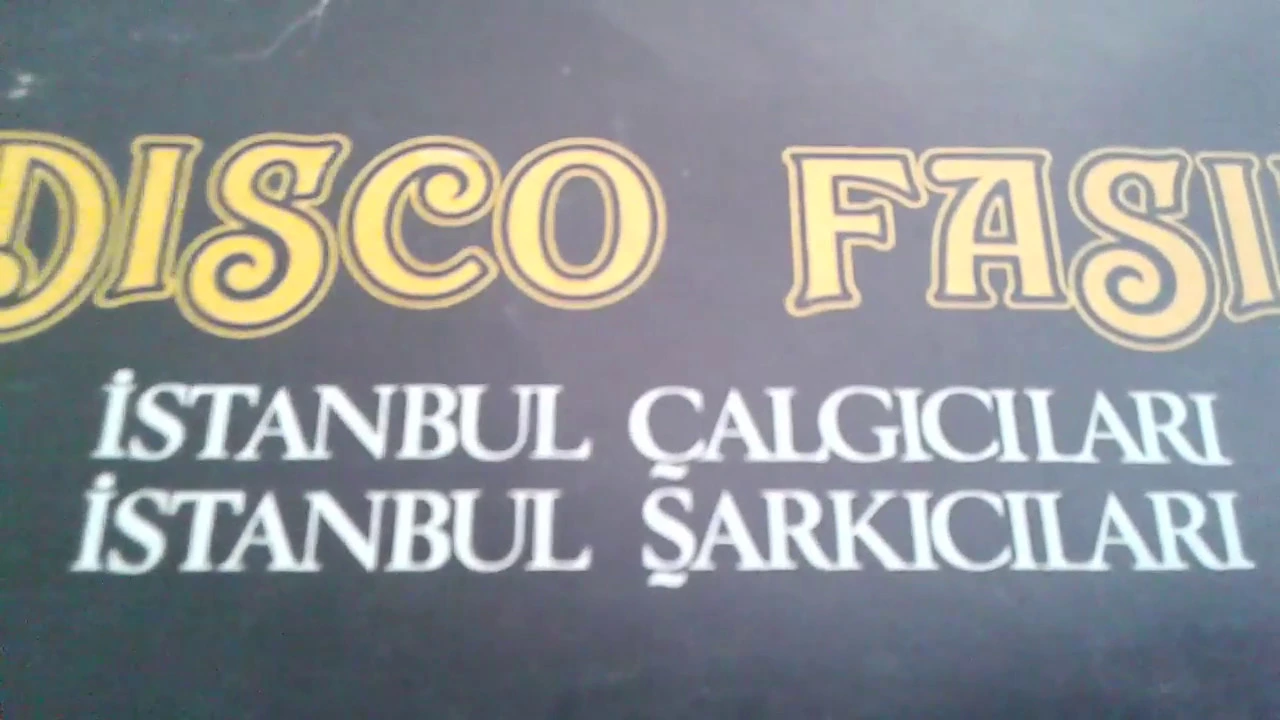 DISCO FASI
İSTANBUL ÇALGICILARI
İSTANBUL ŞARKICILARI